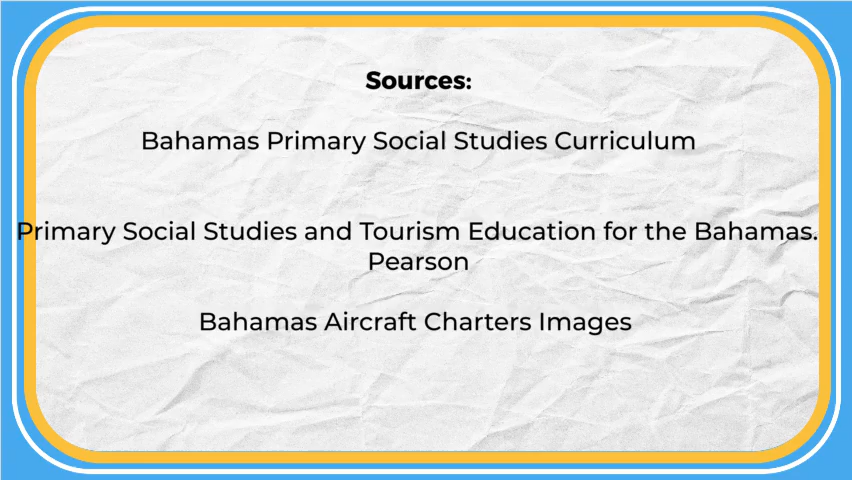 Sources:
Bahamas Primary Social Studies Curriculum
Primary Social Studies and Tourism Education for the Bahamas.
Pearson
Bahamas Aircraft Charters Images